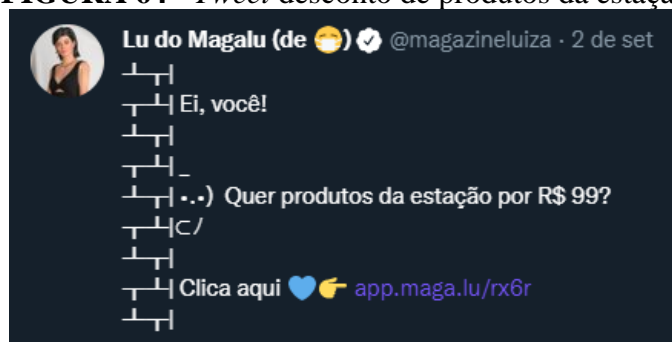 FIGURA 04 - Tweet desconto de produtos da estação
Lu do Magalu (de 😷) @magazineluiza · 2 de set
┴┬|
┬┴| Ei, você!
┴┬|
┬┴|_
┴┬| •.•) Quer produtos da estação por R$ 99?
┬┴|⊂ﾉ
┴┬|
┬┴| Clica aqui 💙👉 app.maga.lu/rx6r
┴┬|